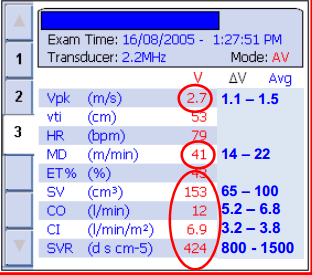 Exam Time: 16/08/2005 - 1:27:51 PM
Transducer: 2.2MHz Mode: AV
V ΔV Avg
1
2
3
Vpk (m/s) 2.7 1.1 – 1.5
vti (cm) 53
HR (bpm) 79
MD (m/min) 41 14 – 22
ET% (%)
SV (cm³) 153 65 – 100
CO (l/min) 12 5.2 – 6.8
CI (l/min/m²) 6.9 3.2 – 3.8
SVR (d s cm-5) 424 800 - 1500